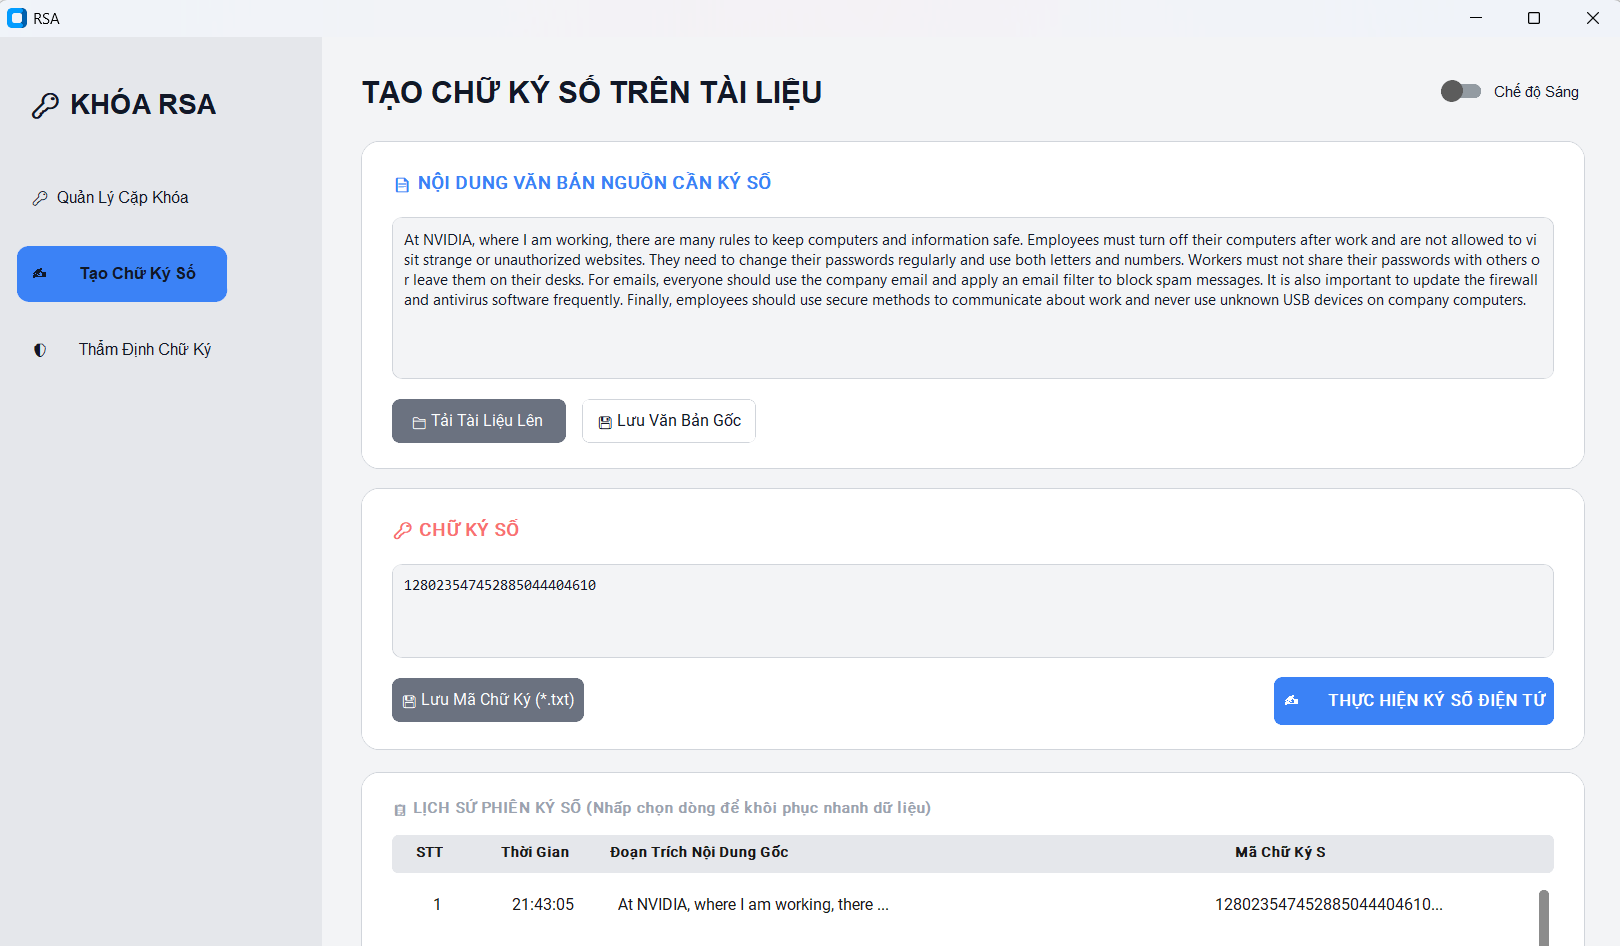 RSA
KHÓA RSA
Quản Lý Cặp Khóa
Tạo Chữ Ký Số
Thẩm Định Chữ Ký
TẠO CHỮ KÝ SỐ TRÊN TÀI LIỆU
Chế độ Sáng
NỘI DUNG VĂN BẢN NGUỒN CẦN KÝ SỐ
At NVIDIA, where I am working, there are many rules to keep computers and information safe. Employees must turn off their computers after work and are not allowed to vi
sit strange or unauthorized websites. They need to change their passwords regularly and use both letters and numbers. Workers must not share their passwords with others o
r leave them on their desks. For emails, everyone should use the company email and apply an email filter to block spam messages. It is also important to update the firewall
and antivirus software frequently. Finally, employees should use secure methods to communicate about work and never use unknown USB devices on company computers.
Tải Tài Liệu Lên
Lưu Văn Bản Gốc
CHỮ KÝ SỐ
128023547452885044404610
Lưu Mã Chữ Ký (*.txt)
THỰC HIỆN KÝ SỐ ĐIỆN TỬ
LỊCH SỬ PHIÊN KÝ SỐ (Nhấp chọn dòng để khôi phục nhanh dữ liệu)
STT Thời Gian Đoạn Trích Nội Dung Gốc Mã Chữ Ký S
1 21:43:05 At NVIDIA, where I am working, there ... 128023547452885044404610...